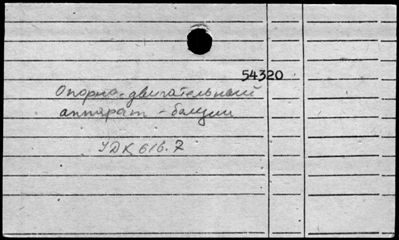 54320
Опорно-двигательный
аппарат - болезни
УДК 616.7